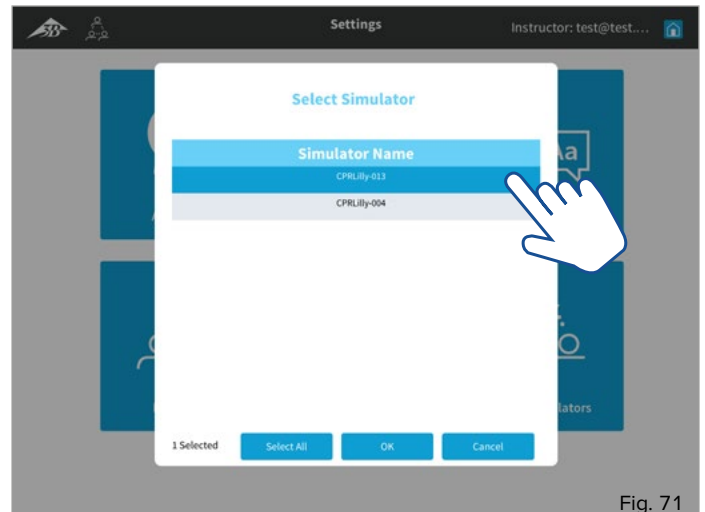 3B
Settings
Instructor: test@test....
Select Simulator
Aa
Simulator Name
CPRLilly-013
CPRLilly-004
lators
1 Selected
Select All
OK
Cancel
Fig. 71